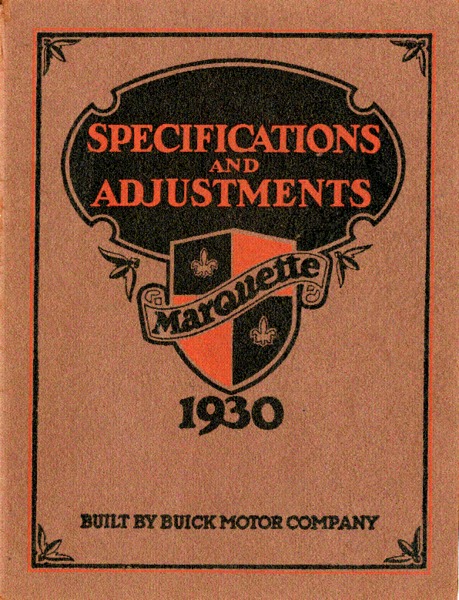 SPECIFICATIONS
AND
ADJUSTMENTS
Marquette
1930
BUILT BY BUICK MOTOR COMPANY